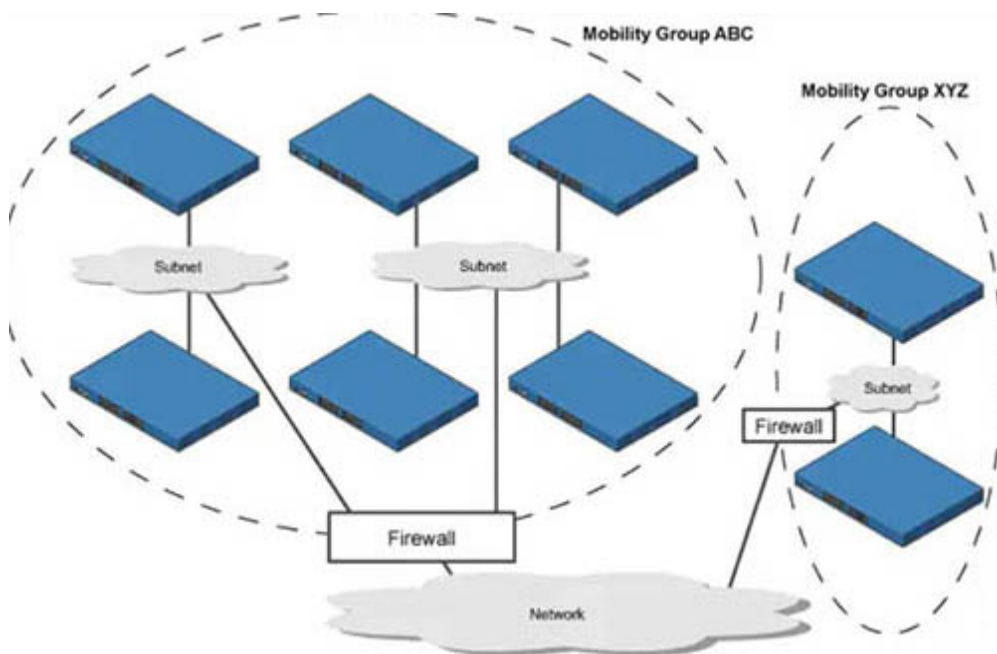 Mobility Group ABC
Mobility Group XYZ
Subnet
Subnet
Subnet
Firewall
Firewall
Network